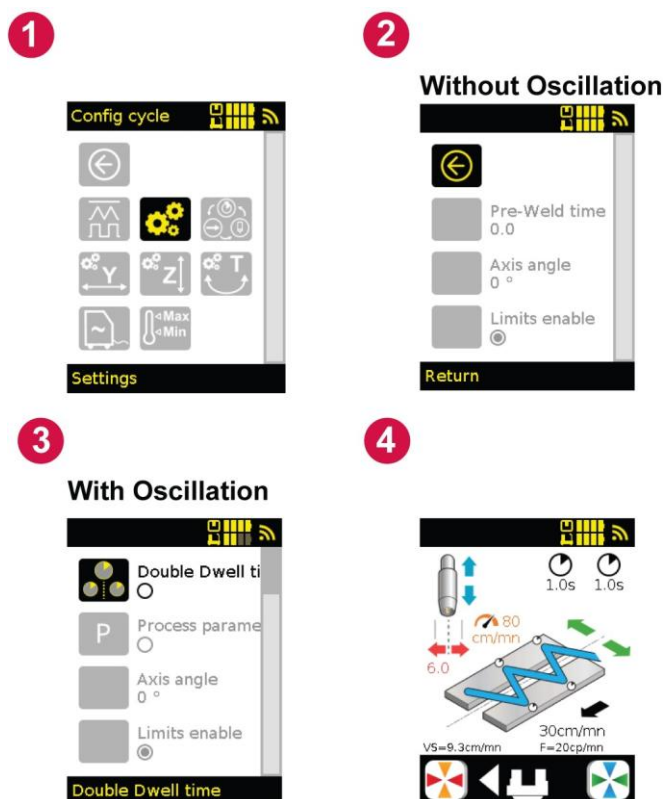 1
Config cycle
Y
Z
T
Max
Min
Settings
2
Without Oscillation
Pre-Weld time
0.0
Axis angle
0 °
Limits enable
Return
3
With Oscillation
Double Dwell ti
P
Process parame
Axis angle
0 °
Limits enable
Double Dwell time
4
1.0s 1.0s
80
cm/mn
6.0
30cm/mn
VS=9.3cm/mn F=20cp/mn